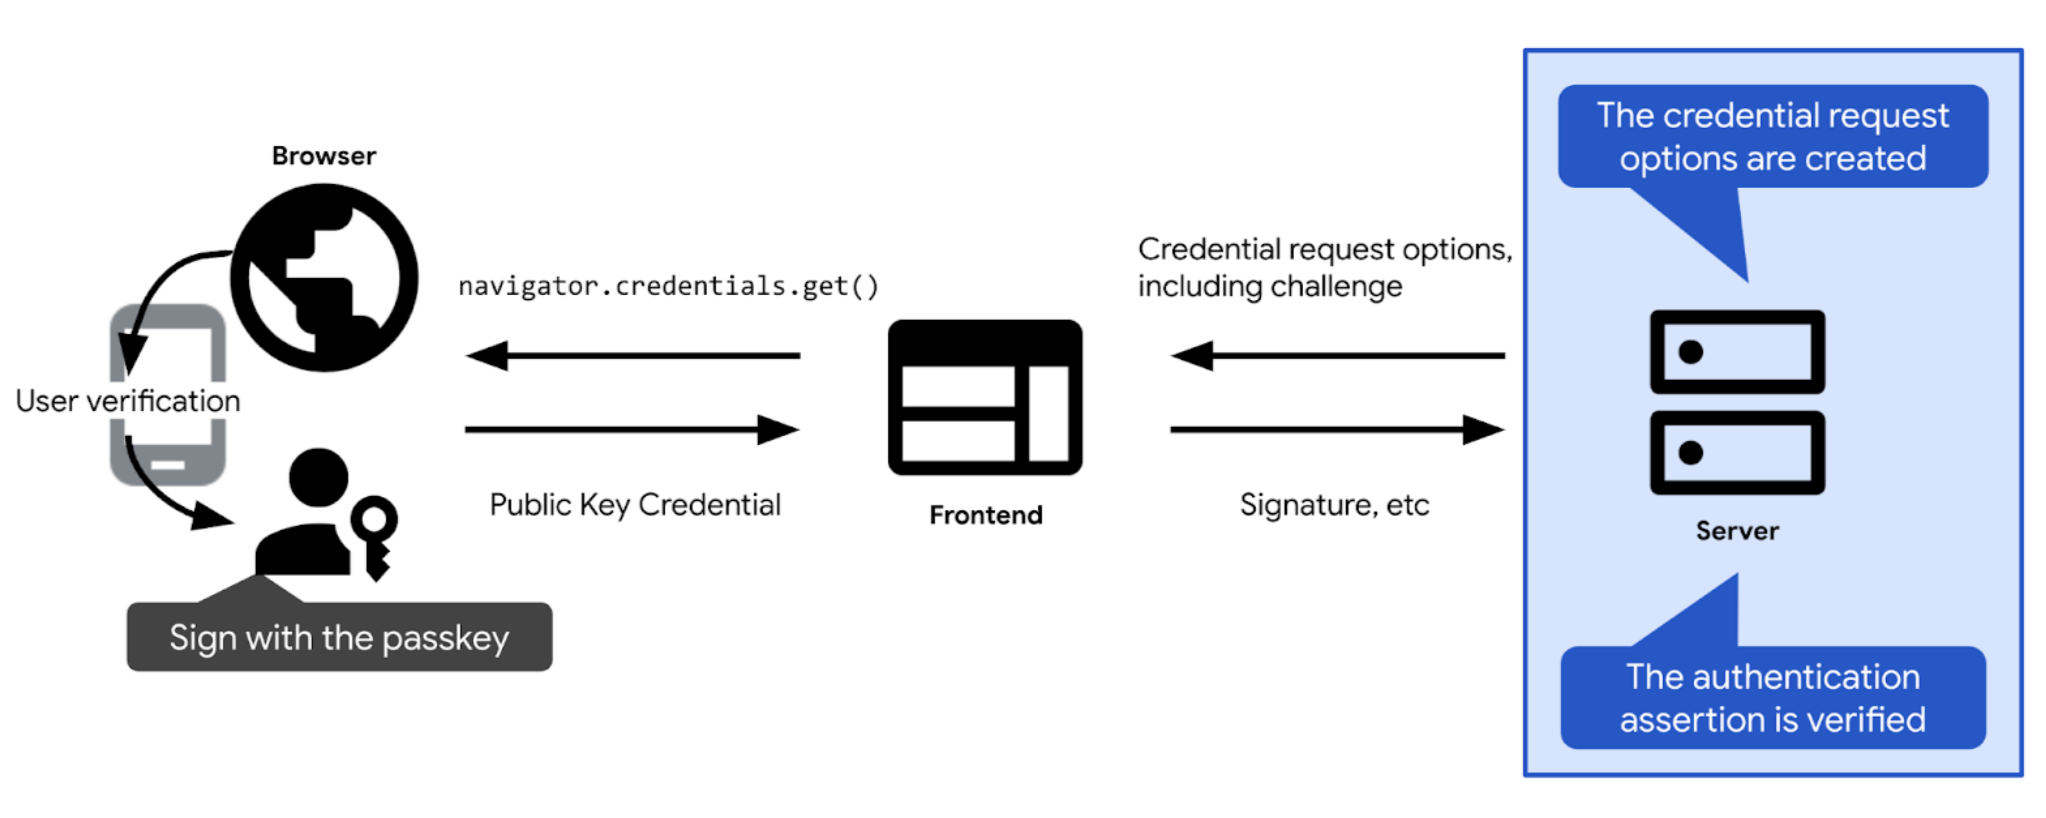 Browser
User verification
Sign with the passkey
navigator.credentials.get()
Public Key Credential
Frontend
Credential request options,
including challenge
Signature, etc
The credential request
options are created
Server
The authentication
assertion is verified